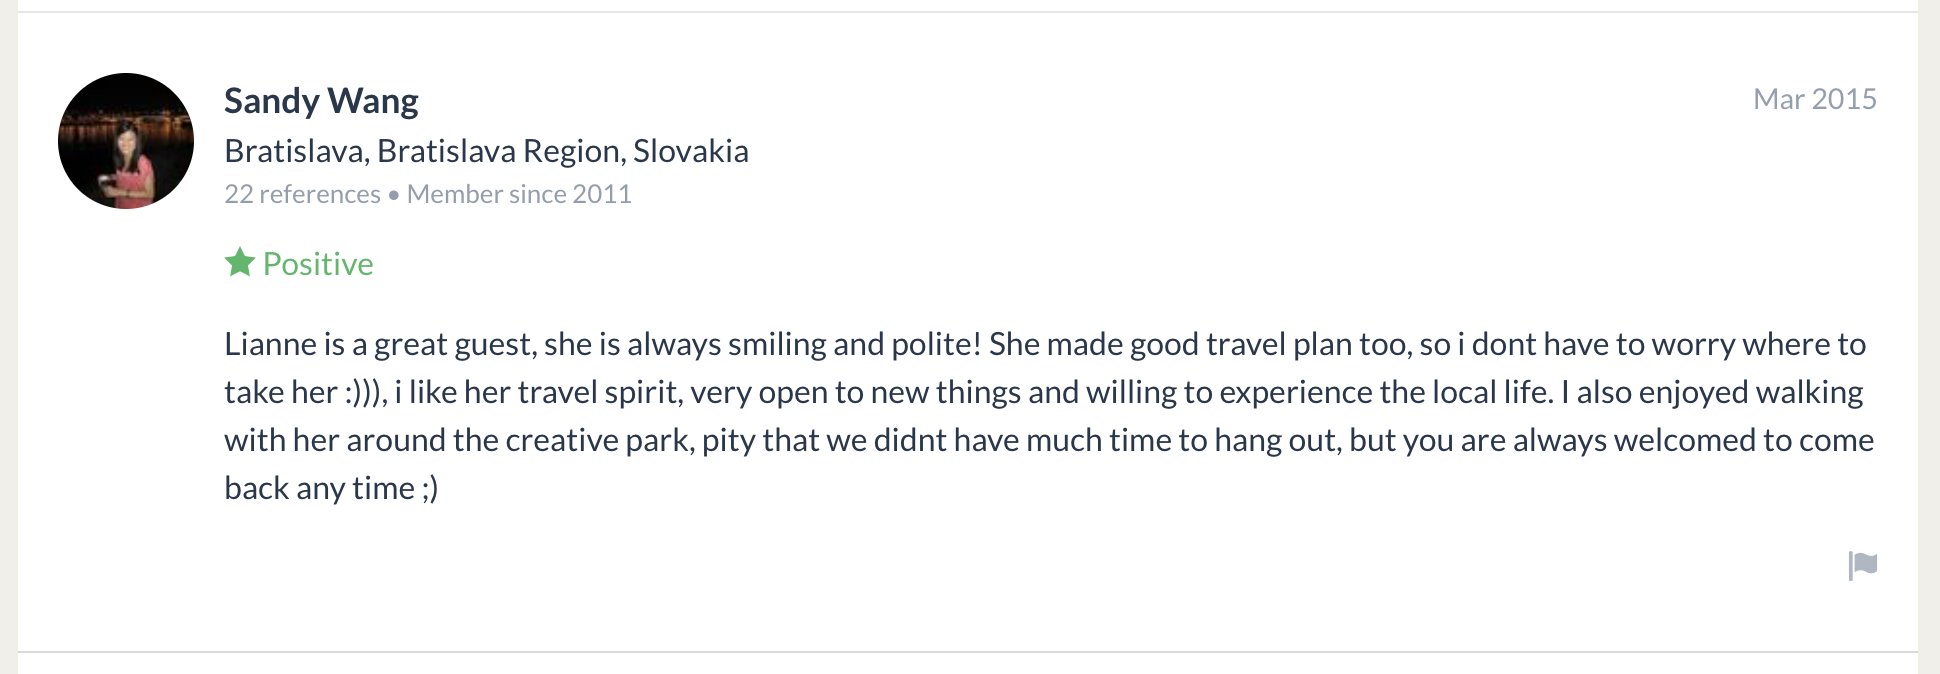 Sandy Wang
Mar 2015
Bratislava, Bratislava Region, Slovakia
22 references • Member since 2011
Positive
Lianne is a great guest, she is always smiling and polite! She made good travel plan too, so i dont have to worry where to
take her :))), i like her travel spirit, very open to new things and willing to experience the local life. I also enjoyed walking
with her around the creative park, pity that we didnt have much time to hang out, but you are always welcomed to come
back any time ;)